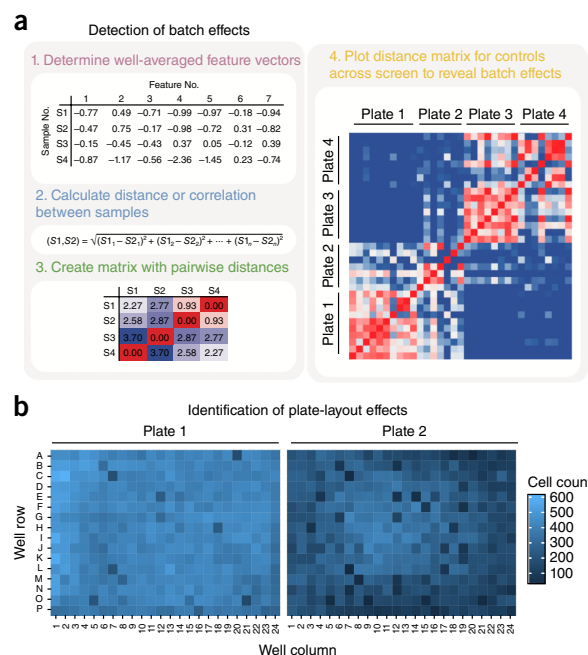 a
Detection of batch effects
1. Determine well-averaged feature vectors
Feature No.
1 2 3 4 5 6 7
Sample No.
S1 –0.77 0.49 –0.71 –0.99 –0.97 –0.18 –0.94
S2 –0.47 0.75 –0.17 –0.98 –0.72 0.31 –0.82
S3 –0.15 –0.45 –0.43 0.37 0.05 –0.12 0.39
S4 –0.87 –1.17 –0.56 –2.36 –1.45 0.23 –0.74
2. Calculate distance or correlation
between samples
(S1,S2) = √(S1₁ – S2₁)² + (S1₂ – S2₂)² + ··· + (S1ₙ – S2ₙ)²
3. Create matrix with pairwise distances
S1 S2 S3 S4
S1 2.27 2.77 0.93 0.00
S2 2.58 2.87 0.00 0.93
S3 3.70 0.00 2.87 2.77
S4 0.00 3.70 2.58 2.27
4. Plot distance matrix for controls
across screen to reveal batch effects
Plate 1 Plate 2 Plate 3 Plate 4
Plate 4
Plate 3
Plate 2
Plate 1
b
Identification of plate-layout effects
Plate 1 Plate 2
Well row
A
B
C
D
E
F
G
H
I
J
K
L
M
N
O
P
1 2 3 4 5 6 7 8 9 10 11 12 13 14 15 16 17 18 19 20 21 22 23 24
1 2 3 4 5 6 7 8 9 10 11 12 13 14 15 16 17 18 19 20 21 22 23 24
Well column
Cell count
600
500
400
300
200
100